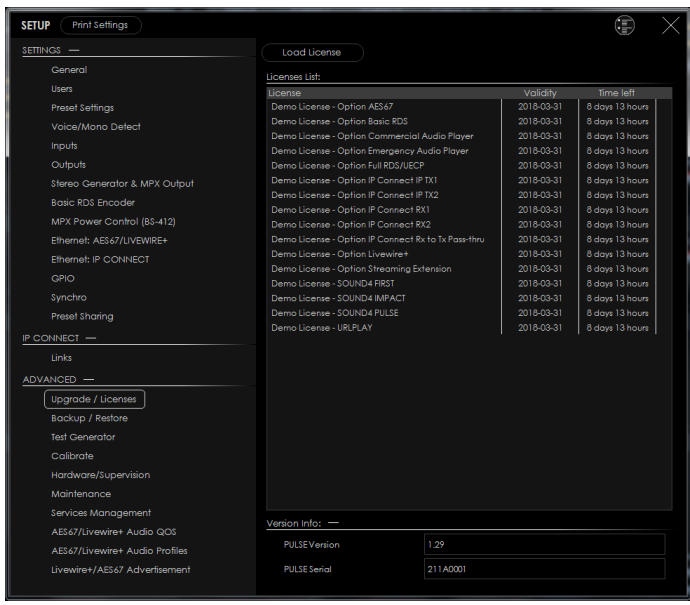 SETUP Print Settings
SETTINGS —
General
Users
Preset Settings
Voice/Mono Detect
Inputs
Outputs
Stereo Generator & MPX Output
Basic RDS Encoder
MPX Power Control (BS-412)
Ethernet: AES67/LIVEWIRE+
Ethernet: IP CONNECT
GPIO
Synchro
Preset Sharing
IP CONNECT —
Links
ADVANCED —
Upgrade / Licenses
Backup / Restore
Test Generator
Calibrate
Hardware/Supervision
Maintenance
Services Management
AES67/Livewire+ Audio QOS
AES67/Livewire+ Audio Profiles
Livewire+/AES67 Advertisement
Load License
Licenses List:
License Validity Time left
Demo License - Option AES67 2018-03-31 8 days 13 hours
Demo License - Option Basic RDS 2018-03-31 8 days 13 hours
Demo License - Option Commercial Audio Player 2018-03-31 8 days 13 hours
Demo License - Option Emergency Audio Player 2018-03-31 8 days 13 hours
Demo License - Option Full RDS/UECP 2018-03-31 8 days 13 hours
Demo License - Option IP Connect IP TX1 2018-03-31 8 days 13 hours
Demo License - Option IP Connect IP TX2 2018-03-31 8 days 13 hours
Demo License - Option IP Connect RX1 2018-03-31 8 days 13 hours
Demo License - Option IP Connect RX2 2018-03-31 8 days 13 hours
Demo License - Option IP Connect Rx to Tx Pass-thru 2018-03-31 8 days 13 hours
Demo License - Option Livewire+ 2018-03-31 8 days 13 hours
Demo License - Option Streaming Extension 2018-03-31 8 days 13 hours
Demo License - SOUND4 FIRST 2018-03-31 8 days 13 hours
Demo License - SOUND4 IMPACT 2018-03-31 8 days 13 hours
Demo License - SOUND4 PULSE 2018-03-31 8 days 13 hours
Demo License - URLPLAY 2018-03-31 8 days 13 hours
Version Info: —
PULSE Version 1.29
PULSE Serial 211A0001